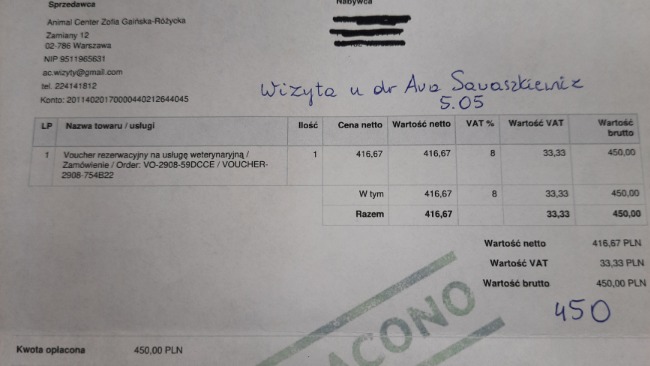 Sprzedawca
Nabywca
Animal Center Zofia Gaińska-Różycka
Zamiany 12
02-786 Warszawa
NIP 9511965631
ac.wizyty@gmail.com
tel. 224141812
Konto: 20114020170000440212644045
Wizyta u dr Ava Savaszkiewicz
5.05
LP Nazwa towaru / usługi Ilość Cena netto Wartość netto VAT % Wartość VAT Wartość brutto
1 Voucher rezerwacyjny na usługę weterynaryjną / 1 416,67 416,67 8 33,33 450,00
Zamówienie / Order: VO-2908-59DCCE / VOUCHER-
2908-754B22
W tym 416,67 8 33,33 450,00
Razem 416,67 33,33 450,00
Wartość netto 416,67 PLN
Wartość VAT 33,33 PLN
Wartość brutto 450,00 PLN
450
ACONO
Kwota opłacona 450,00 PLN